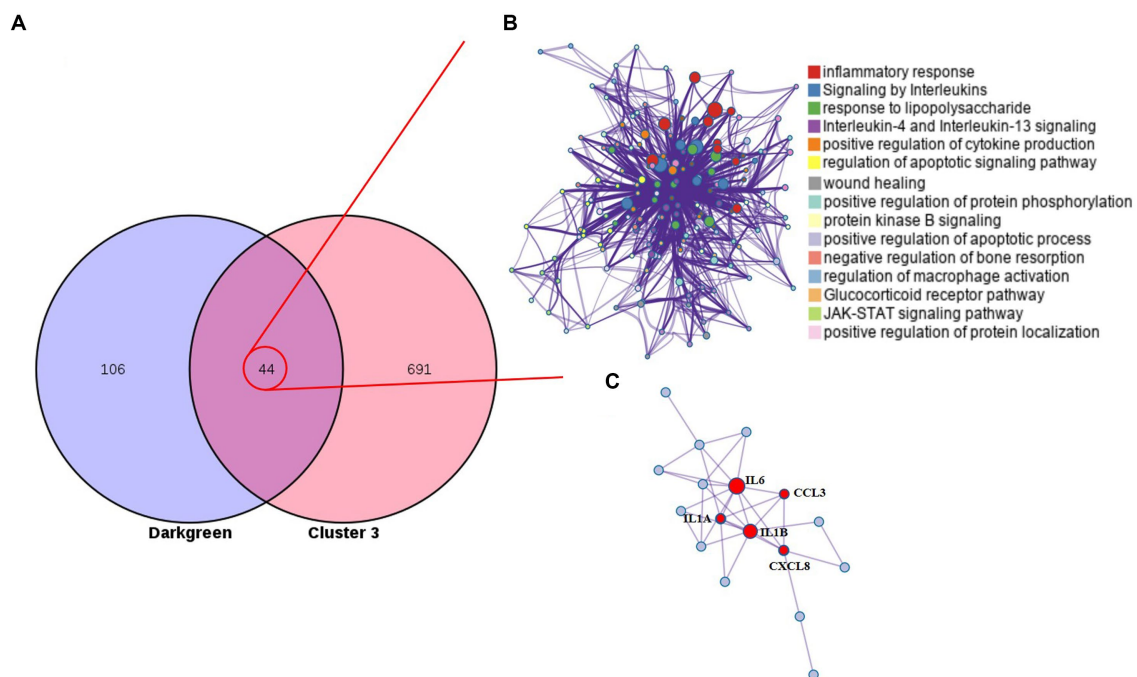 A
B
inflammatory response
Signaling by Interleukins
response to lipopolysaccharide
Interleukin-4 and Interleukin-13 signaling
positive regulation of cytokine production
regulation of apoptotic signaling pathway
wound healing
positive regulation of protein phosphorylation
protein kinase B signaling
positive regulation of apoptotic process
negative regulation of bone resorption
regulation of macrophage activation
Glucocorticoid receptor pathway
JAK-STAT signaling pathway
positive regulation of protein localization
106
44
691
Darkgreen
Cluster 3
C
IL6
CCL3
IL1A
IL1B
CXCL8